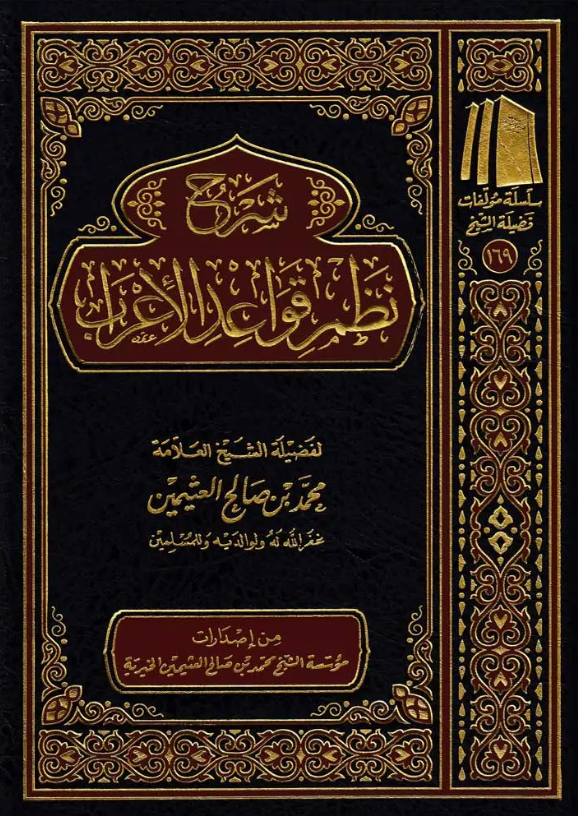 شرح
نظم قواعد الإعراب
لفضيلة الشيخ العلامة
محمد بن صالح العثيمين
غفر الله له ولوالديه وللمسلمين
من إصدارات
مؤسسة الشيخ محمد بن صالح العثيمين الخيرية
سلسلة مؤلفات
فضيلة الشيخ
١٦٩